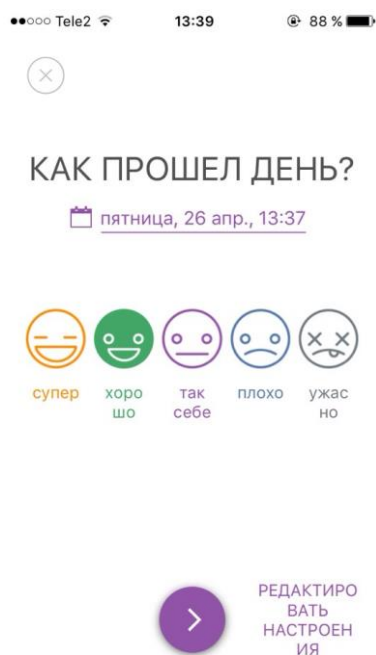 Tele2 13:39 88 %
КАК ПРОШЕЛ ДЕНЬ?
пятница, 26 апр., 13:37
супер
хоро
шо
так
себе
плохо
ужас
но
РЕДАКТИРО
ВАТЬ
НАСТРОЕН
ИЯ